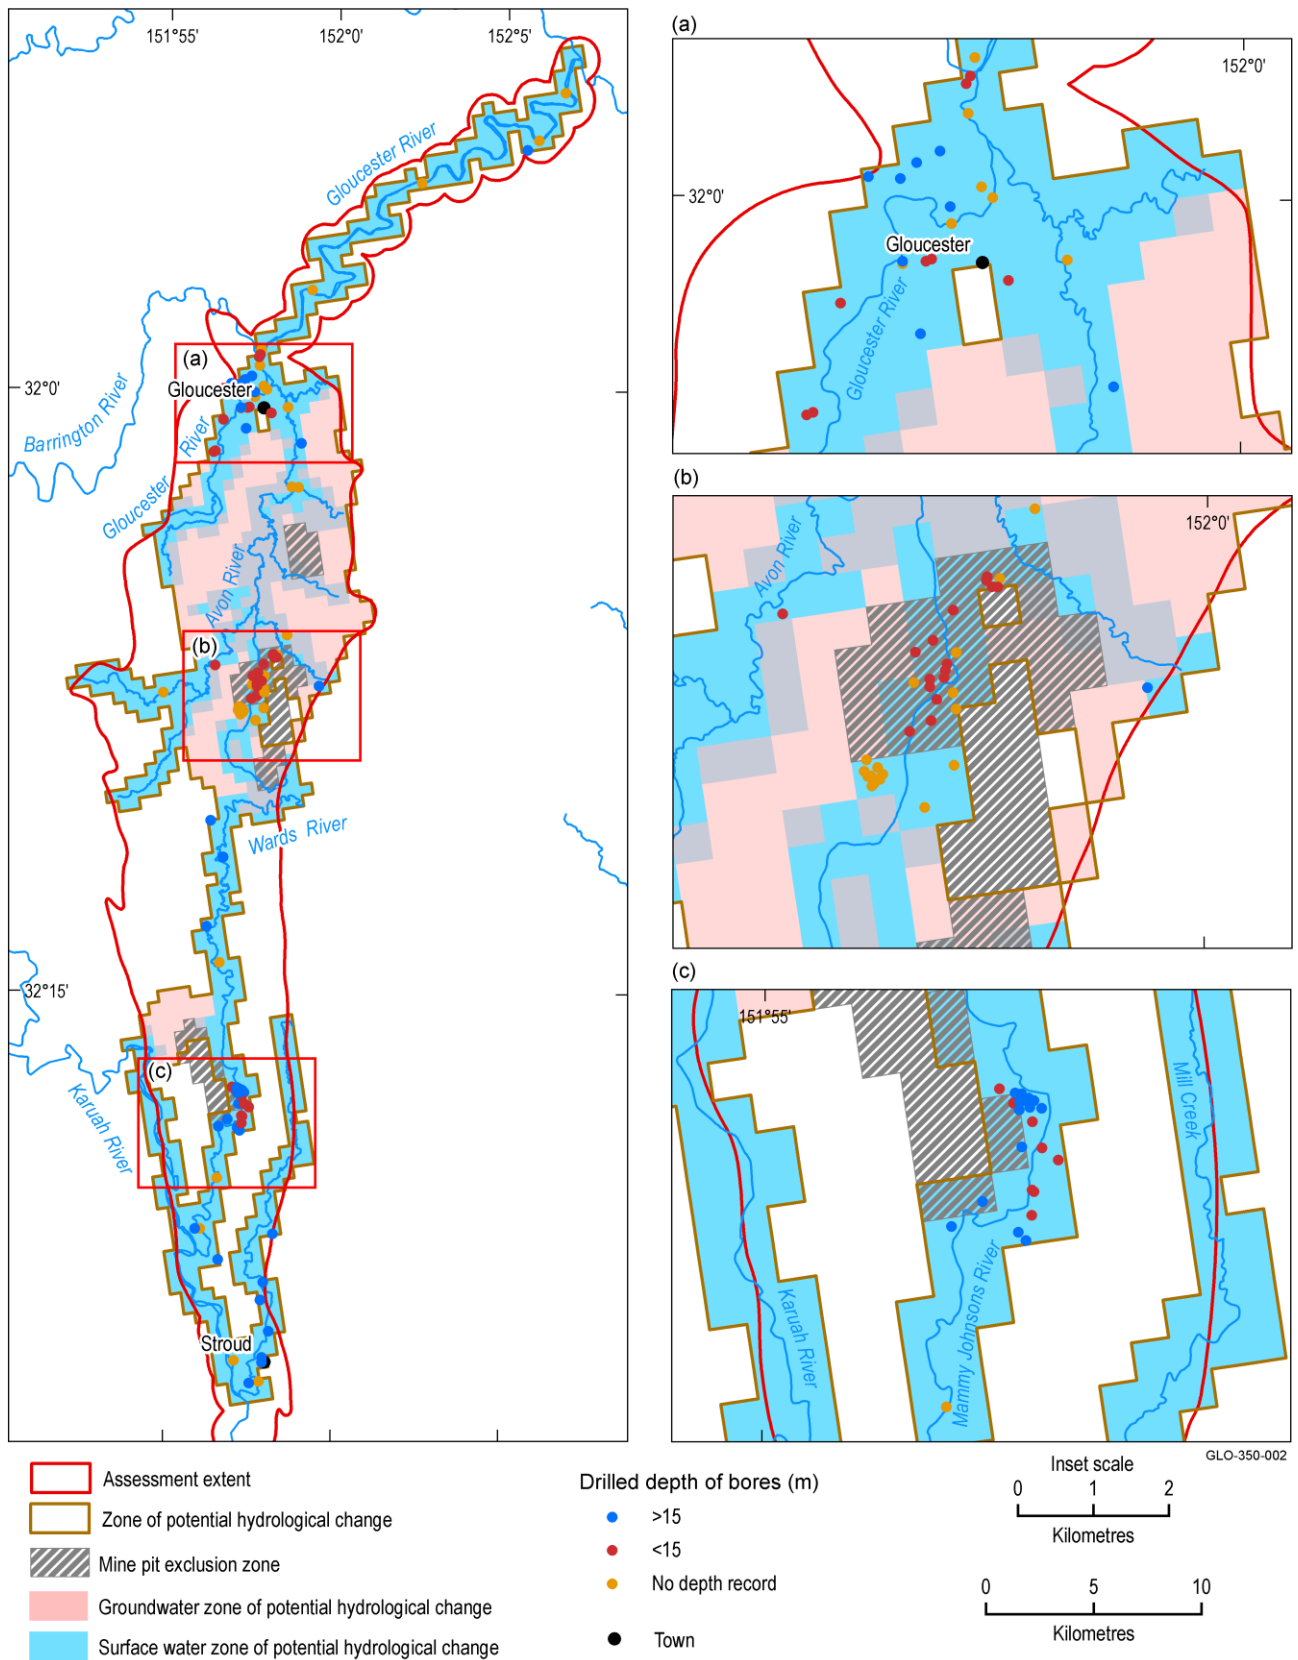 151°55'
152°0'
152°5'
Gloucester River
(a)
Gloucester
32°0'
Barrington River
River
Gloucester
Avon River
(b)
Wards River
32°15'
(c)
Karuah River
Stroud
(a)
152°0'
32°0'
Gloucester
Gloucester River
(b)
152°0'
Avon River
(c)
151°55'
Mill Creek
Karuah River
Mammy Johnsons River
GLO-350-002
Assessment extent
Zone of potential hydrological change
Mine pit exclusion zone
Groundwater zone of potential hydrological change
Surface water zone of potential hydrological change
Drilled depth of bores (m)
>15
<15
No depth record
Town
Inset scale
0 1 2
Kilometres
0 5 10
Kilometres